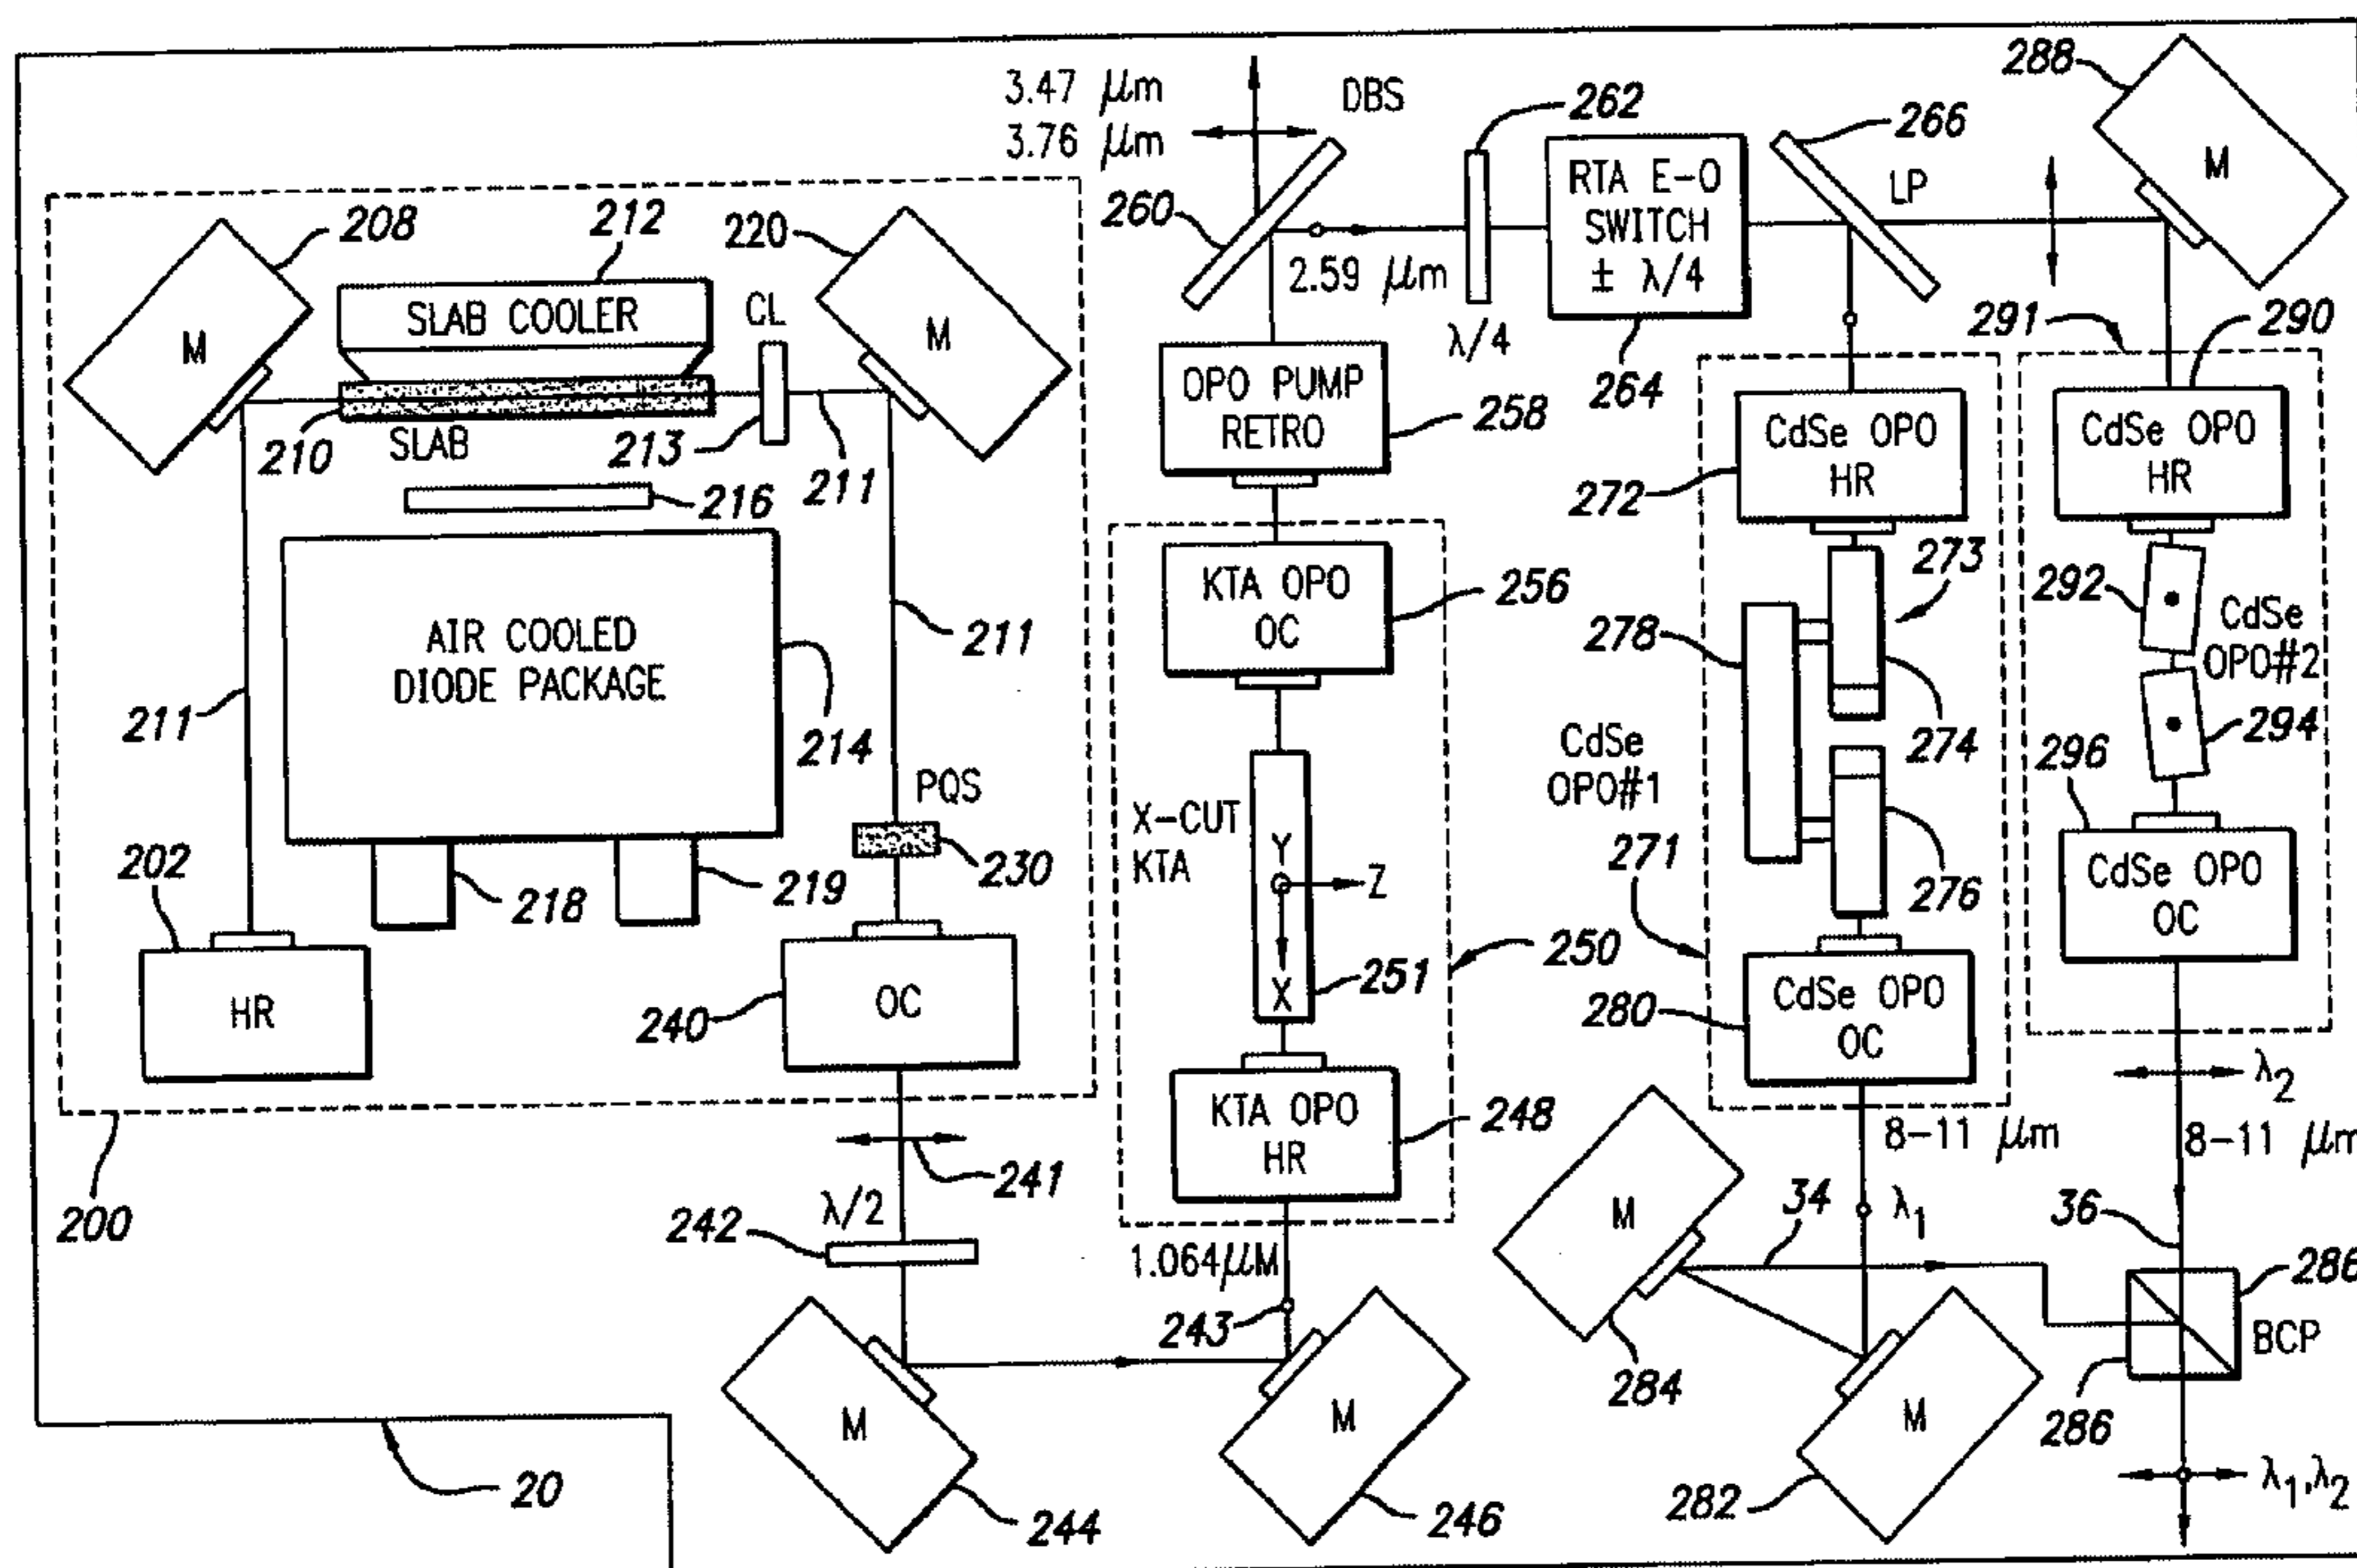 3.47 μm
3.76 μm
DBS
262
266
288
M
LP
260
RTA E-O
SWITCH
± λ/4
2.59 μm
λ/4
264
291
290
208
M
212
SLAB COOLER
220
M
CL
210
SLAB
213
211
216
OPO PUMP
RETRO
258
CdSe OPO
HR
272
CdSe OPO
HR
AIR COOLED
DIODE PACKAGE
211
211
214
KTA OPO
OC
256
273
278
274
CdSe
OPO#1
292
CdSe
OPO#2
294
296
PQS
230
X-CUT
KTA
Y
Z
X
251
250
271
276
CdSe OPO
OC
202
218
219
HR
240
OC
280
CdSe OPO
OC
λ2
241
KTA OPO
HR
248
8-11 μm
8-11 μm
200
λ/2
242
1.064μM
243
M
34
λ1
36
286
BCP
286
284
M
244
M
246
M
282
20
λ1,λ2